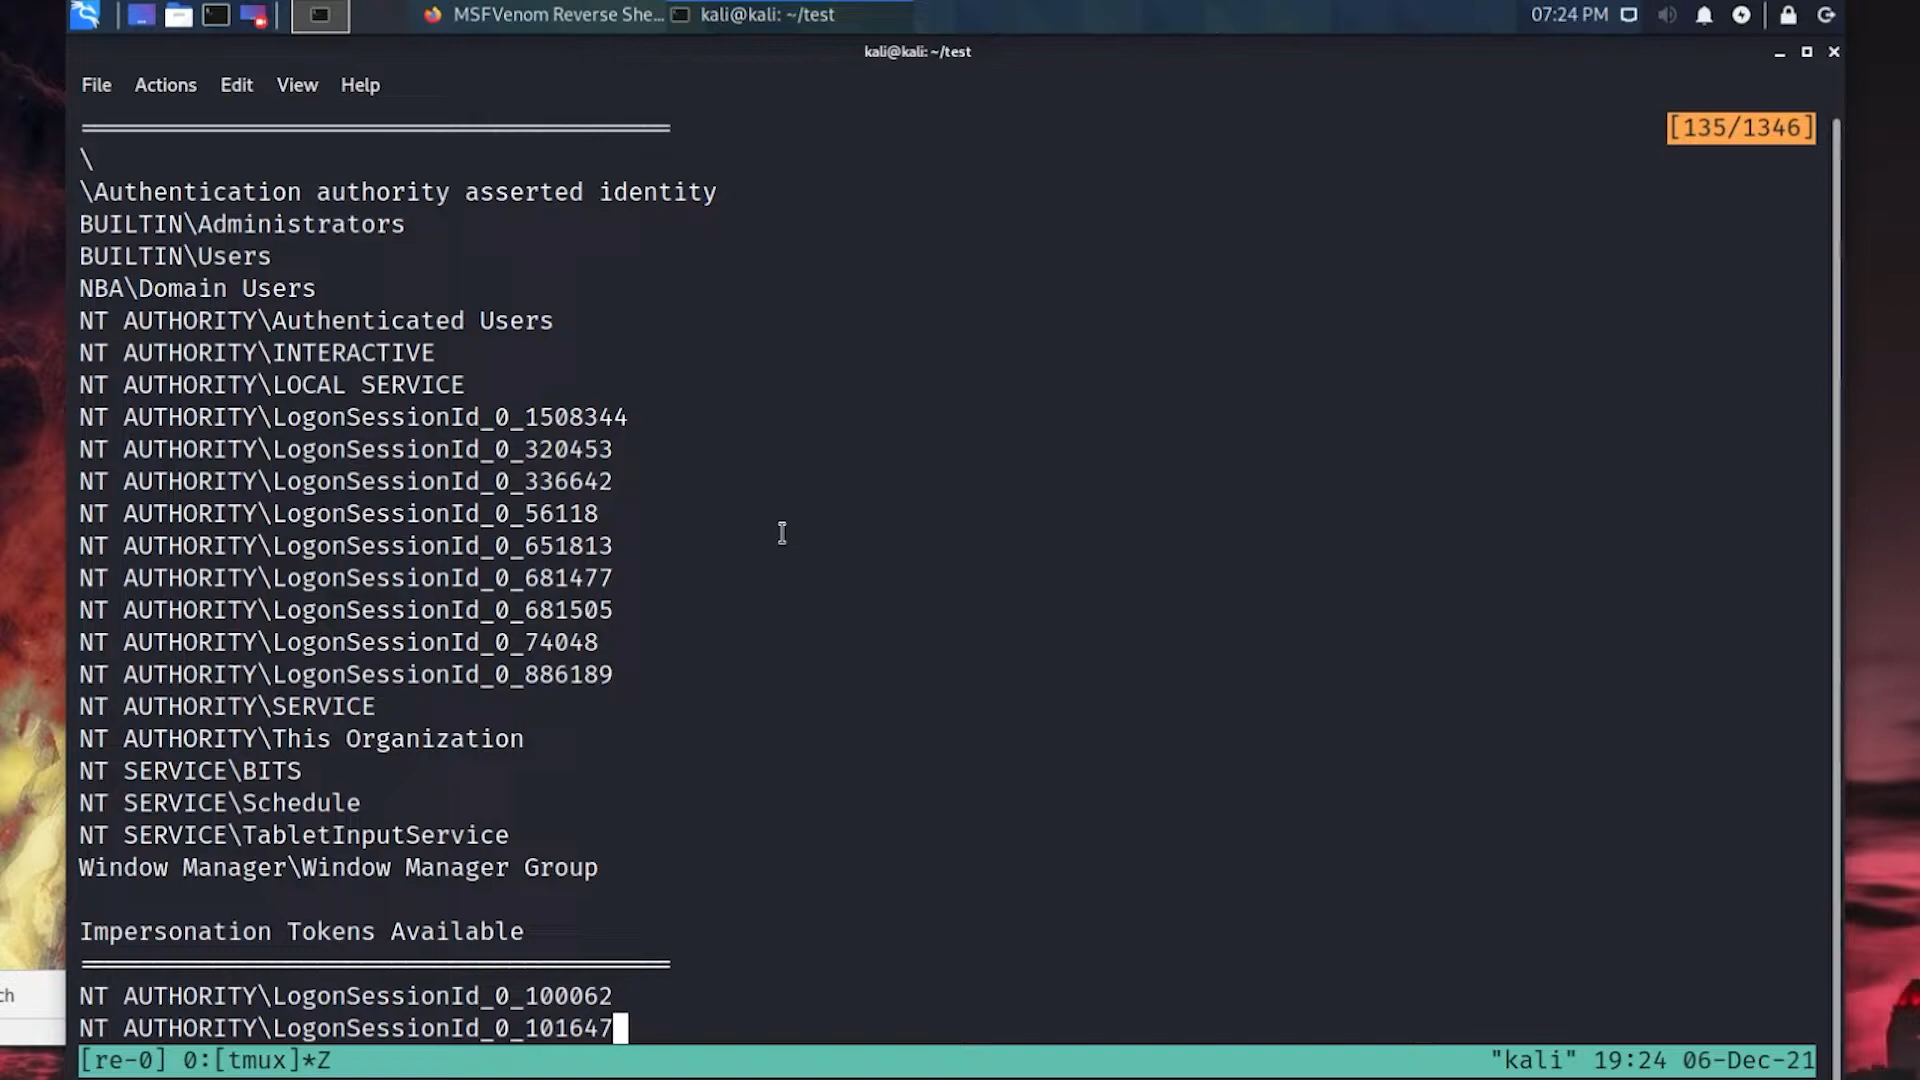 MSFVenom Reverse She...
kali@kali: ~/test
07:24 PM
kali@kali: ~/test
File Actions Edit View Help
[135/1346]
\
\Authentication authority asserted identity
BUILTIN\Administrators
BUILTIN\Users
NBA\Domain Users
NT AUTHORITY\Authenticated Users
NT AUTHORITY\INTERACTIVE
NT AUTHORITY\LOCAL SERVICE
NT AUTHORITY\LogonSessionId_0_1508344
NT AUTHORITY\LogonSessionId_0_320453
NT AUTHORITY\LogonSessionId_0_336642
NT AUTHORITY\LogonSessionId_0_56118
NT AUTHORITY\LogonSessionId_0_651813
NT AUTHORITY\LogonSessionId_0_681477
NT AUTHORITY\LogonSessionId_0_681505
NT AUTHORITY\LogonSessionId_0_74048
NT AUTHORITY\LogonSessionId_0_886189
NT AUTHORITY\SERVICE
NT AUTHORITY\This Organization
NT SERVICE\BITS
NT SERVICE\Schedule
NT SERVICE\TabletInputService
Window Manager\Window Manager Group
Impersonation Tokens Available
ch
NT AUTHORITY\LogonSessionId_0_100062
NT AUTHORITY\LogonSessionId_0_101647
[re-0] 0:[tmux]*Z "kali" 19:24 06-Dec-21